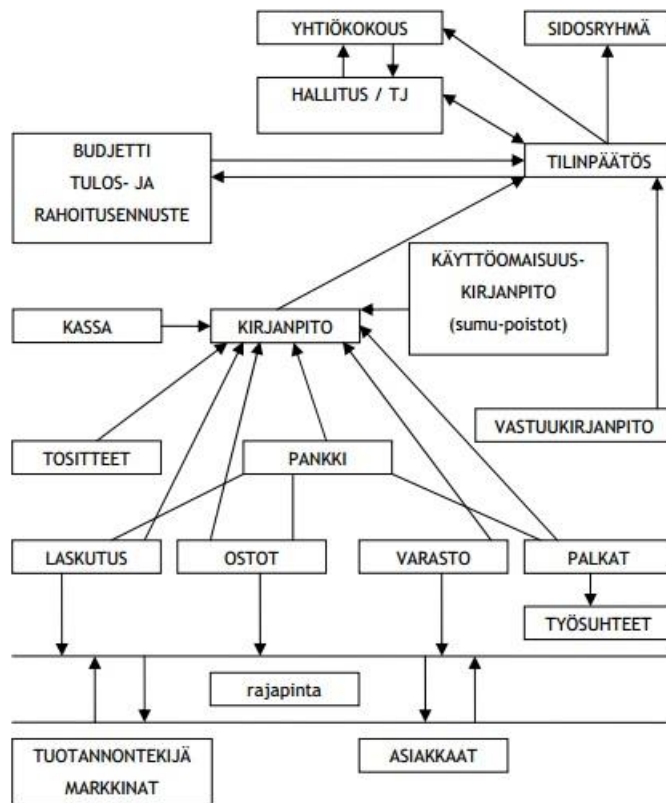 YHTIÖKOKOUS
SIDOSRYHMÄ
HALLITUS / TJ
BUDJETTI
TULOS- JA
RAHOITUSENNUSTE
TILINPÄÄTÖS
KÄYTTÖOMAISUUS-
KIRJANPITO
(sumu-poistot)
KASSA
KIRJANPITO
VASTUUKIRJANPITO
TOSITTEET
PANKKI
LASKUTUS
OSTOT
VARASTO
PALKAT
TYÖSUHTEET
rajapinta
TUOTANNONTEKIJÄ
MARKKINAT
ASIAKKAAT